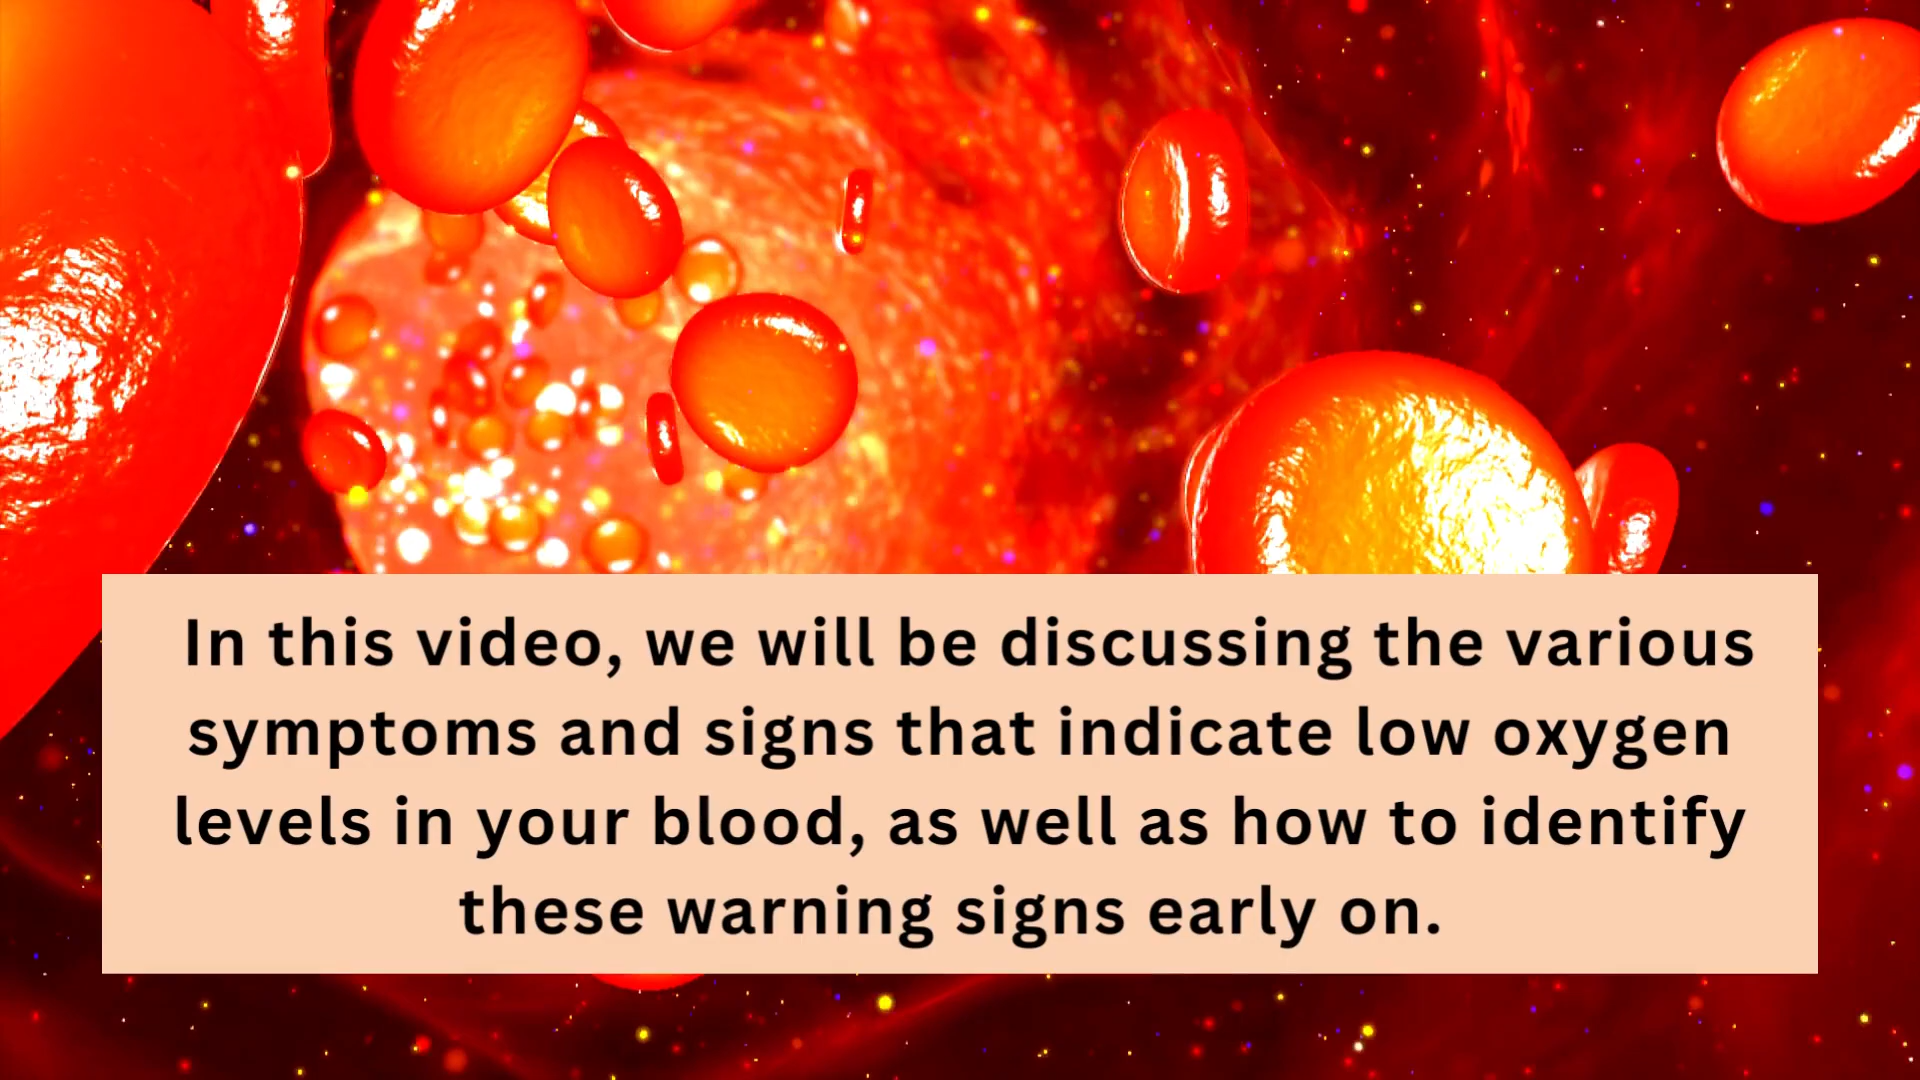 In this video, we will be discussing the various
symptoms and signs that indicate low oxygen
levels in your blood, as well as how to identify
these warning signs early on.